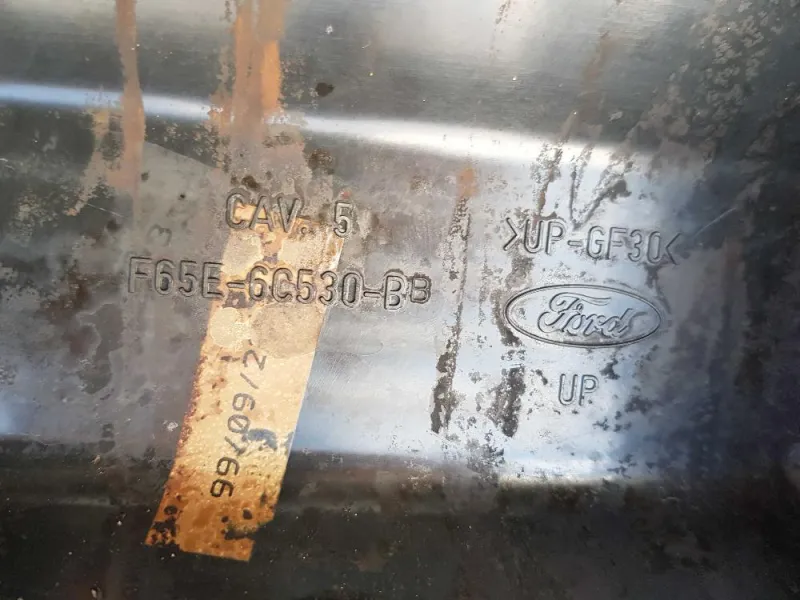 CAV. 5
F65E-6C530-BB
99/09/2
>UP-GF30<
Ford
UP